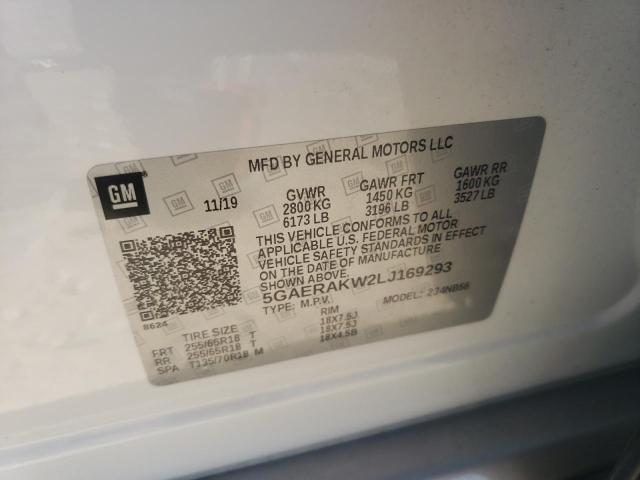 MFD BY GENERAL MOTORS LLC
GM
11/19
GVWR GAWR FRT GAWR RR
2800 KG 1450 KG 1600 KG
6173 LB 3196 LB 3527 LB
THIS VEHICLE CONFORMS TO ALL
APPLICABLE U.S. FEDERAL MOTOR
VEHICLE SAFETY STANDARDS IN EFFECT
ON THE DATE OF MANUFACTURE
SHOWN ABOVE.
5GAERAKW2LJ169293
TYPE: M.P.V. MODEL: 234NB56
8624
TIRE SIZE RIM
FRT 255/65R18 T 18X7.5J
RR 255/65R18 T 18X7.5J
SPA T135/70R18 M 18X4.5B